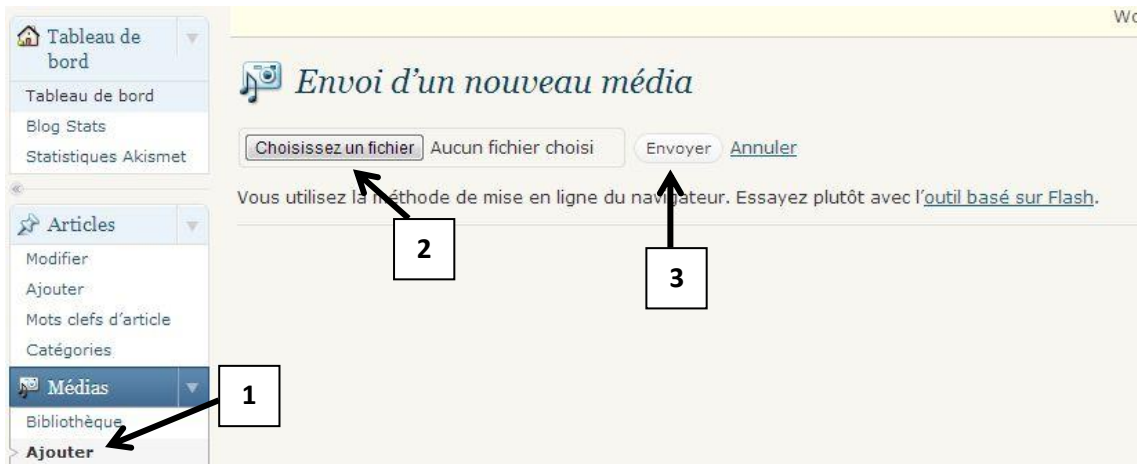 Tableau de
bord
Tableau de bord
Blog Stats
Statistiques Akismet
Articles
Modifier
Ajouter
Mots clefs d'article
Catégories
Médias
Bibliothèque
Ajouter
1
Envoi d'un nouveau média
Choisissez un fichier Aucun fichier choisi Envoyer Annuler
Vous utilisez la méthode de mise en ligne du navigateur. Essayez plutôt avec l'outil basé sur Flash.
2
3